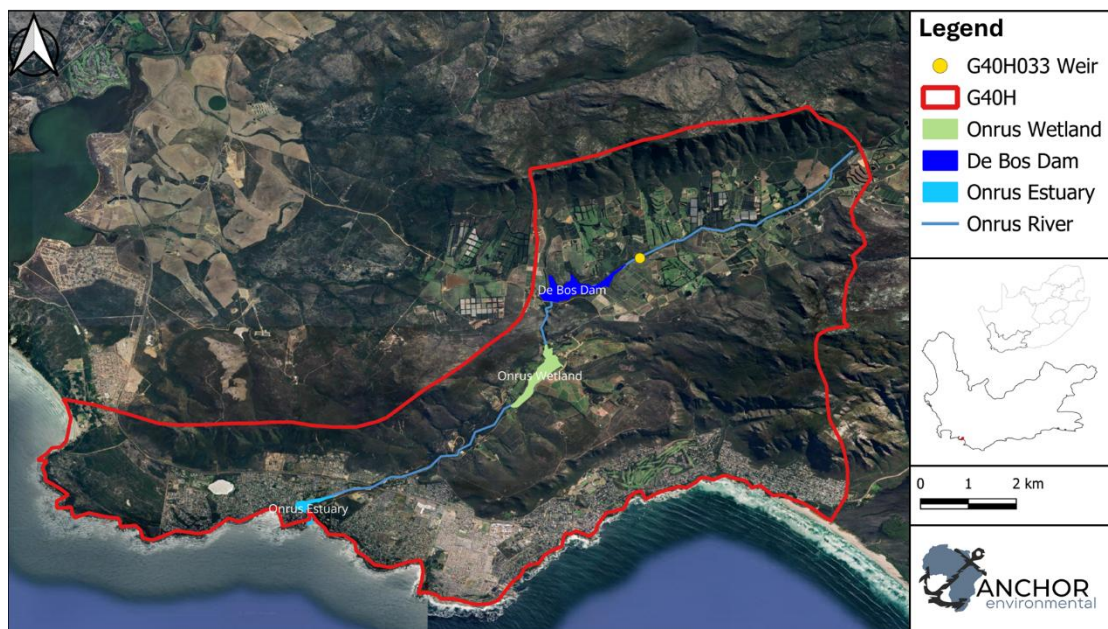 Legend
G40H033 Weir
G40H
Onrus Wetland
De Bos Dam
Onrus Estuary
Onrus River
De Bos Dam
Onrus Wetland
Onrus Estuary
0 1 2 km
ANCHOR
environmental